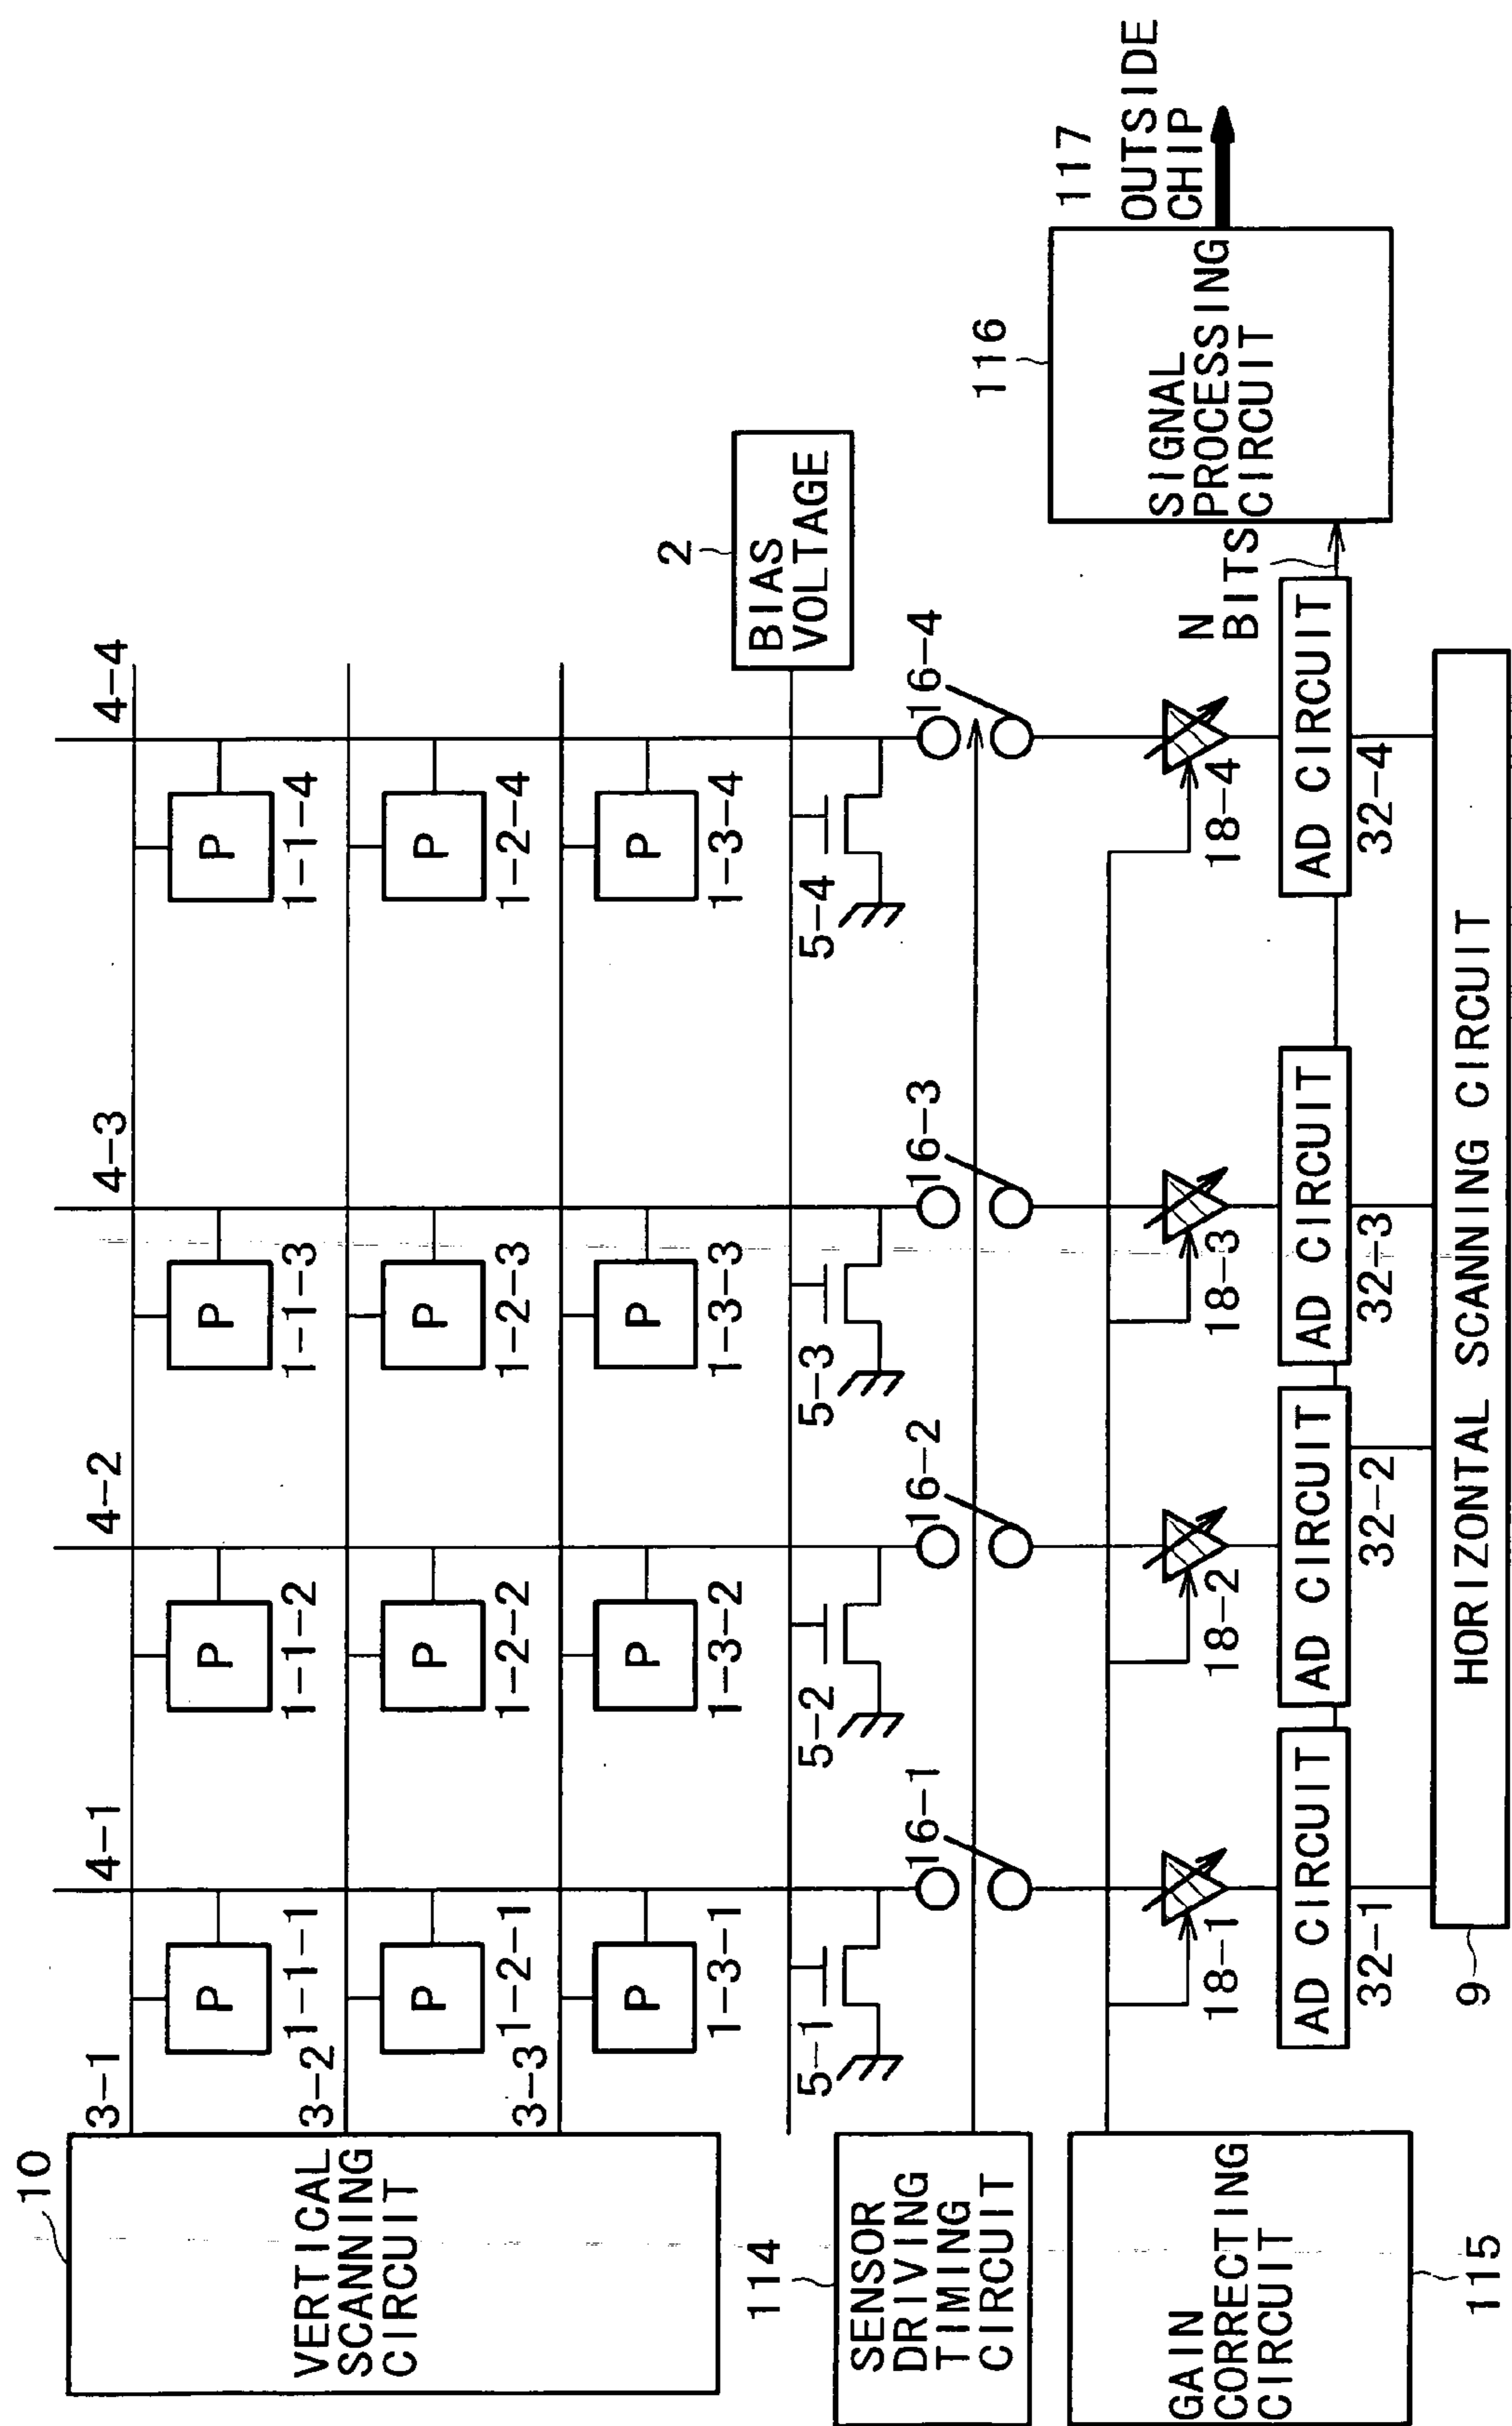 10
VERTICAL
SCANNING
CIRCUIT
3-1
3-2
3-3
4-1
4-2
4-3
4-4
P
1-1-1
P
1-1-2
P
1-1-3
P
1-1-4
P
1-2-1
P
1-2-2
P
1-2-3
P
1-2-4
P
1-3-1
P
1-3-2
P
1-3-3
P
1-3-4
2
BIAS
VOLTAGE
5-1
5-2
5-3
5-4
114
SENSOR
DRIVING
TIMING
CIRCUIT
16-1
16-2
16-3
16-4
GAIN
CORRECTING
CIRCUIT
115
18-1
18-2
18-3
18-4
AD CIRCUIT
32-1
AD CIRCUIT
32-2
AD CIRCUIT
32-3
AD CIRCUIT
32-4
N
BITS
116
SIGNAL
PROCESSING
CIRCUIT
117
OUTSIDE
CHIP
9
HORIZONTAL SCANNING CIRCUIT